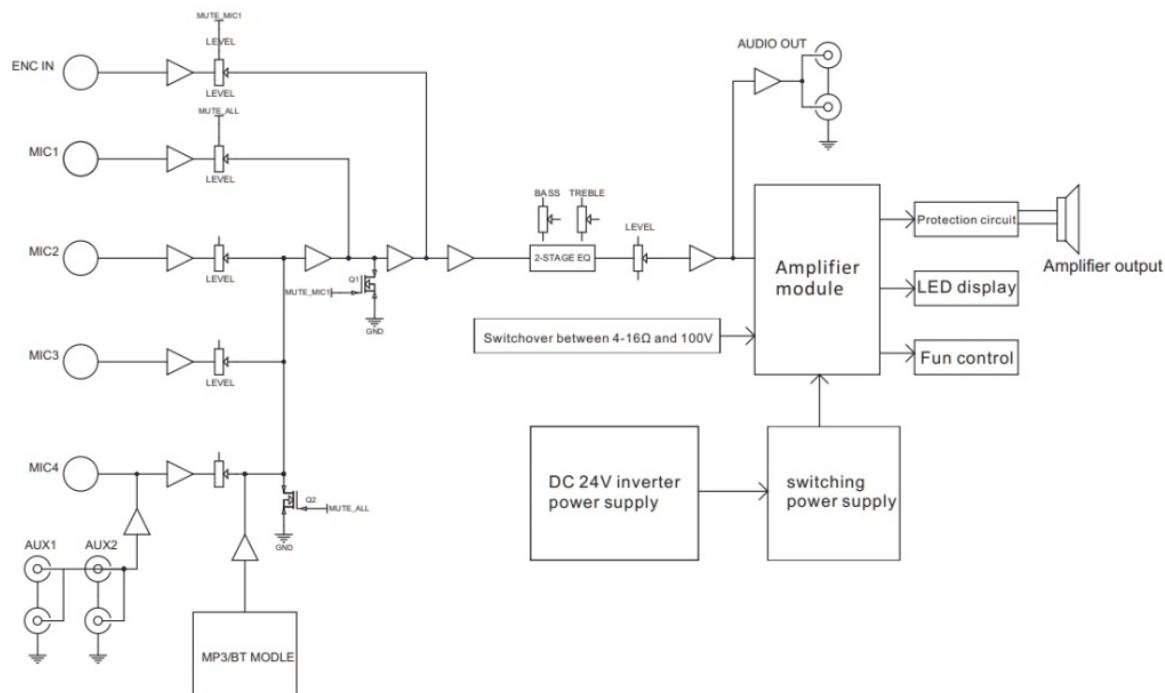 MUTE_MIC1
LEVEL
ENC IN
LEVEL
MUTE_ALL
MIC1
LEVEL
AUDIO OUT
BASS
TREBLE
MIC2
LEVEL
Q1
MUTE_MIC1
GND
2-STAGE EQ
LEVEL
Amplifier
module
Protection circuit
Amplifier output
LED display
Fun control
Switchover between 4-16Ω and 100V
MIC3
LEVEL
MIC4
Q2
MUTE_ALL
GND
DC 24V inverter
power supply
switching
power supply
AUX1
AUX2
MP3/BT MODLE